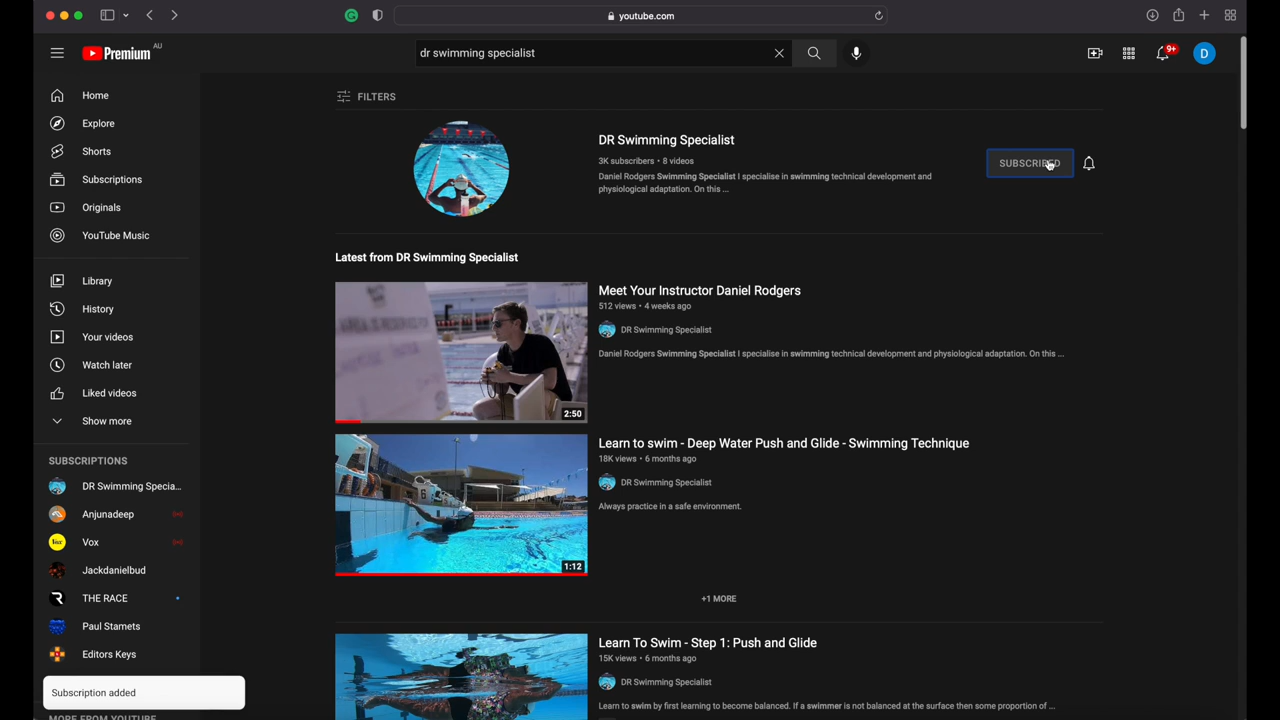 youtube.com
Premium AU
dr swimming specialist
9+
D
Home
Explore
Shorts
Subscriptions
Originals
YouTube Music
Library
History
Your videos
Watch later
Liked videos
Show more
SUBSCRIPTIONS
DR Swimming Specia...
Anjunadeep
Vox
Jackdanielbud
THE RACE
Paul Stamets
Editors Keys
Subscription added
MORE FROM YOUTUBE
FILTERS
DR Swimming Specialist
3K subscribers • 8 videos
Daniel Rodgers Swimming Specialist I specialise in swimming technical development and
physiological adaptation. On this ...
SUBSCRIBED
Latest from DR Swimming Specialist
2:50
Meet Your Instructor Daniel Rodgers
512 views • 4 weeks ago
DR Swimming Specialist
Daniel Rodgers Swimming Specialist I specialise in swimming technical development and physiological adaptation. On this ...
1:12
Learn to swim - Deep Water Push and Glide - Swimming Technique
18K views • 6 months ago
DR Swimming Specialist
Always practice in a safe environment.
+1 MORE
Learn To Swim - Step 1: Push and Glide
15K views • 6 months ago
DR Swimming Specialist
Learn to swim by first learning to become balanced. If a swimmer is not balanced at the surface then some proportion of ...